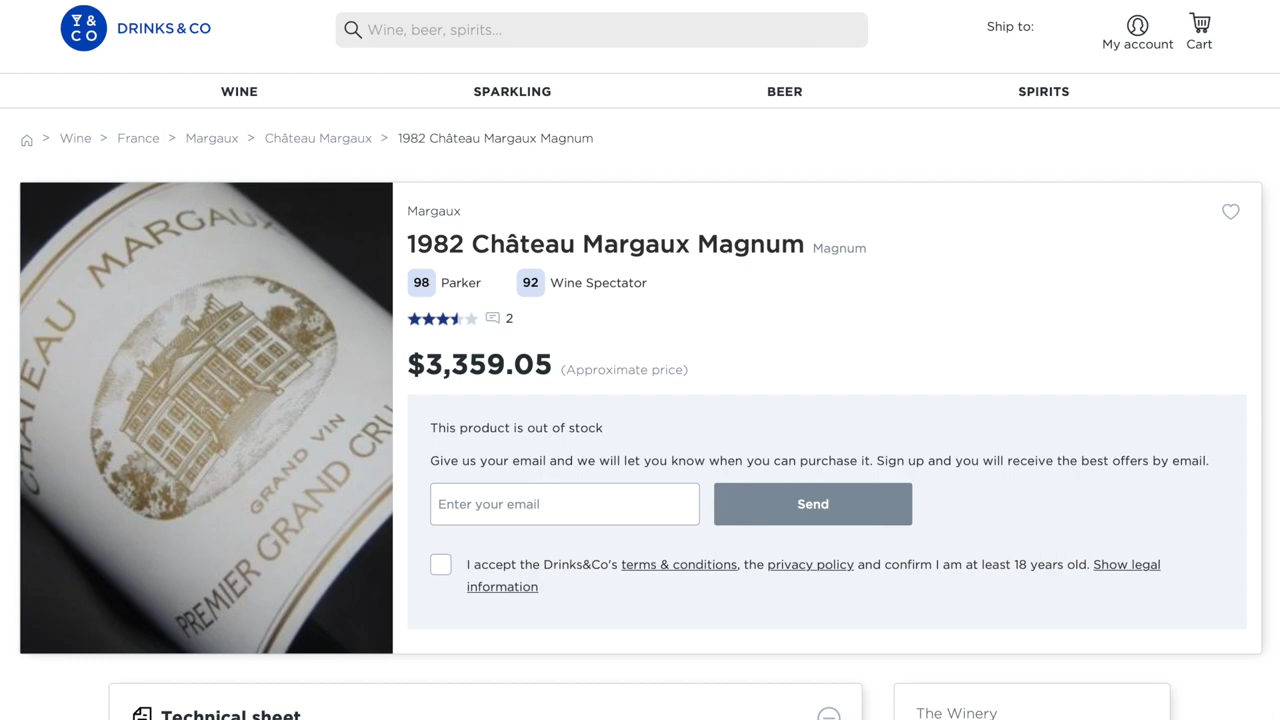 Y &
C O
DRINKS & CO
Wine, beer, spirits...
Ship to:
My account
Cart
WINE
SPARKLING
BEER
SPIRITS
> Wine > France > Margaux > Château Margaux > 1982 Château Margaux Magnum
CHÂTEAU MARGAUX
GRAND VIN
PREMIER GRAND CRU
Margaux
1982 Château Margaux Magnum Magnum
98 Parker 92 Wine Spectator
2
$3,359.05 (Approximate price)
This product is out of stock
Give us your email and we will let you know when you can purchase it. Sign up and you will receive the best offers by email.
Enter your email
Send
I accept the Drinks&Co's terms & conditions, the privacy policy and confirm I am at least 18 years old. Show legal
information
Technical sheet
The Winery